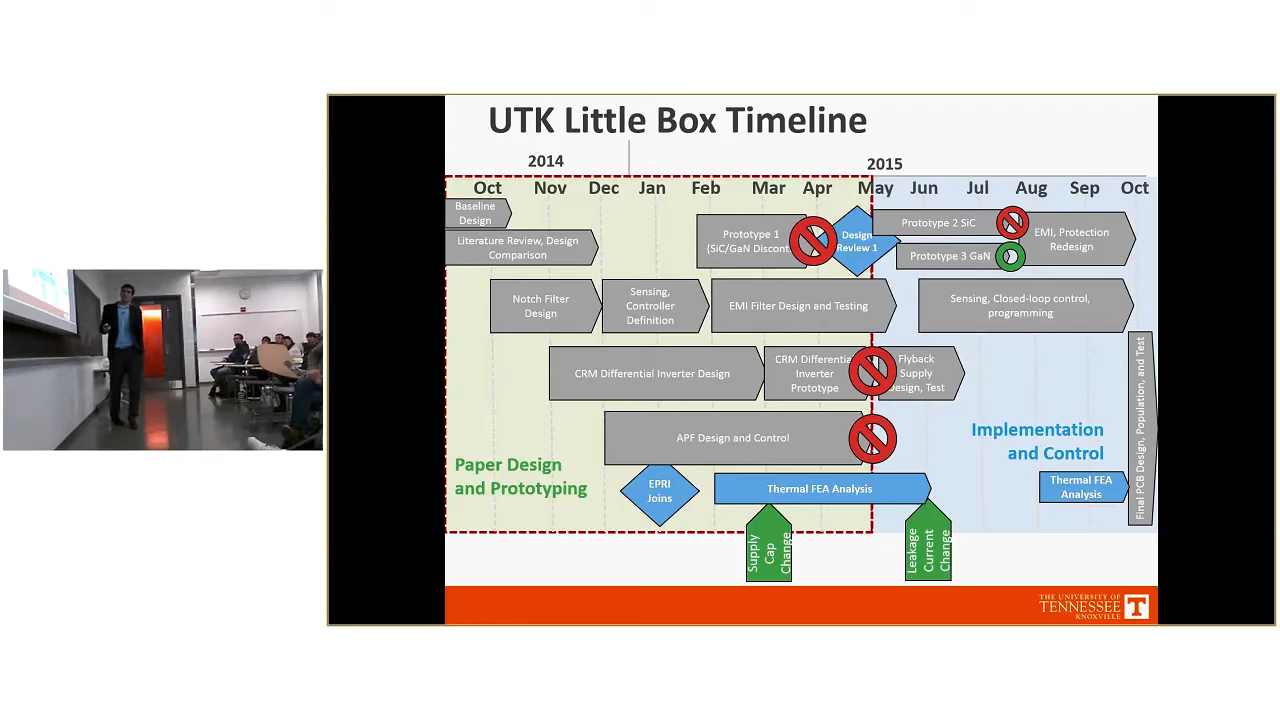 UTK Little Box Timeline
2014
2015
Oct Nov Dec Jan Feb Mar Apr May Jun Jul Aug Sep Oct
Baseline
Design
Literature Review, Design
Comparison
Prototype 1
(SiC/GaN Discont
Design
Review 1
Prototype 2 SiC
Prototype 3 GaN
EMI, Protection
Redesign
Notch Filter
Design
Sensing,
Controller
Definition
EMI Filter Design and Testing
Sensing, Closed-loop control,
programming
CRM Differential Inverter Design
CRM Differential
Inverter
Prototype
Flyback
Supply
Design, Test
APF Design and Control
Implementation
and Control
Paper Design
and Prototyping
EPRI
Joins
Thermal FEA Analysis
Thermal FEA
Analysis
Final PCB Design, Population, and Test
Supply
Cap
Change
Leakage
Current
Change
THE UNIVERSITY OF
TENNESSEE
KNOXVILLE
T